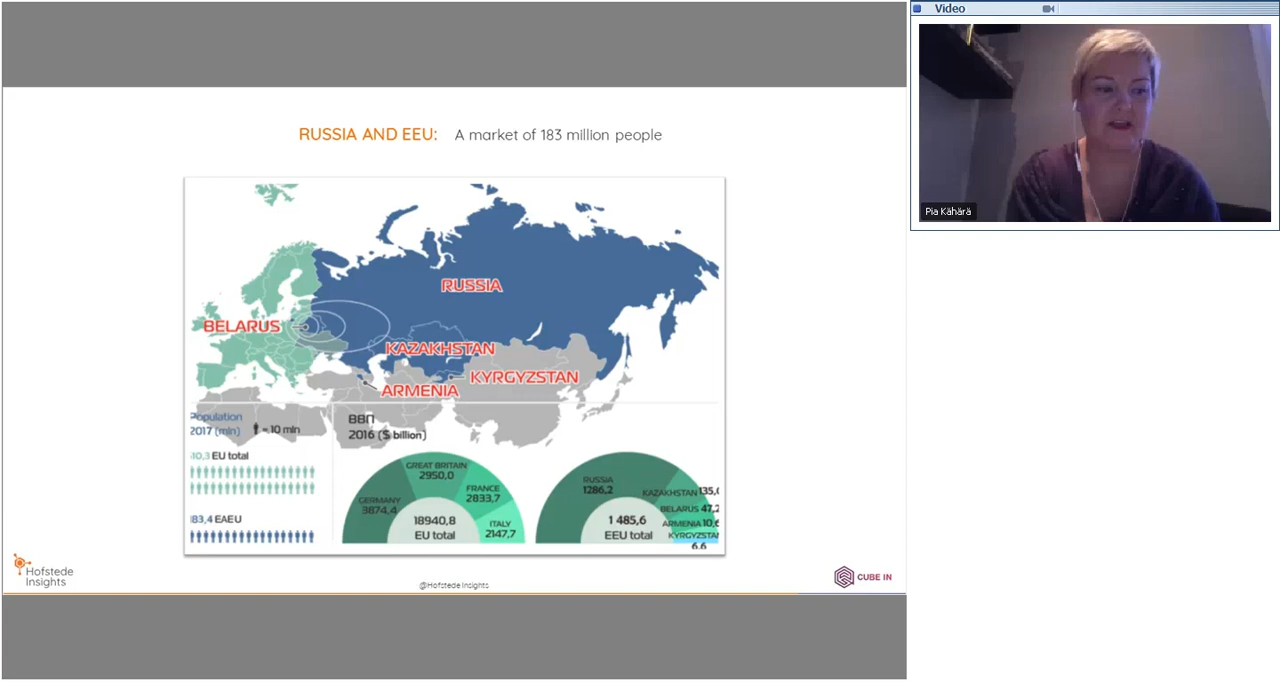 Video
Pia Kähärä
RUSSIA AND EEU: A market of 183 million people
RUSSIA
BELARUS
KAZAKHSTAN
KYRGYZSTAN
ARMENIA
Population
2017 (mln) = 10 mln
10,3 EU total
83,4 EAEU
ВВП
2016 ($ billion)
GREAT BRITAIN
2950,0
FRANCE
2833,7
GERMANY
3874,4
ITALY
2147,7
18940,8
EU total
RUSSIA
1286,2
KAZAKHSTAN 135,0
BELARUS 47,2
ARMENIA 10,6
KYRGYZSTAN
6.6
1 485,6
EEU total
Hofstede
Insights
@Hofstede Insights
CUBE IN